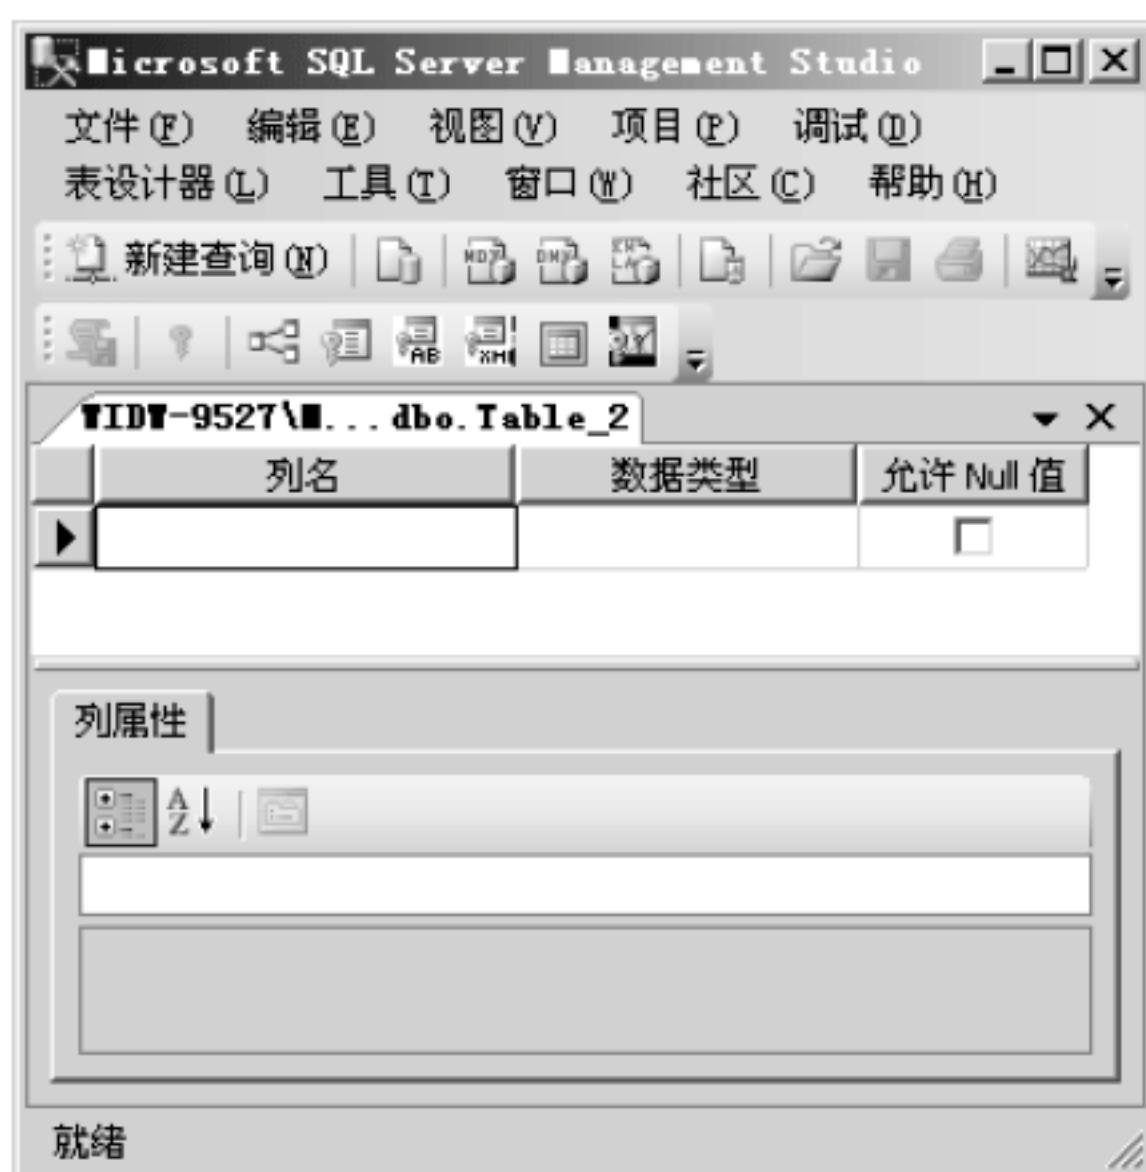 Microsoft SQL Server Management Studio
文件(F) 编辑(E) 视图(V) 项目(P) 调试(D)
表设计器(L) 工具(T) 窗口(W) 社区(C) 帮助(H)
新建查询(N)
WIDW-9527\M...dbo.Table_2
列名 数据类型 允许 Null 值
列属性
就绪